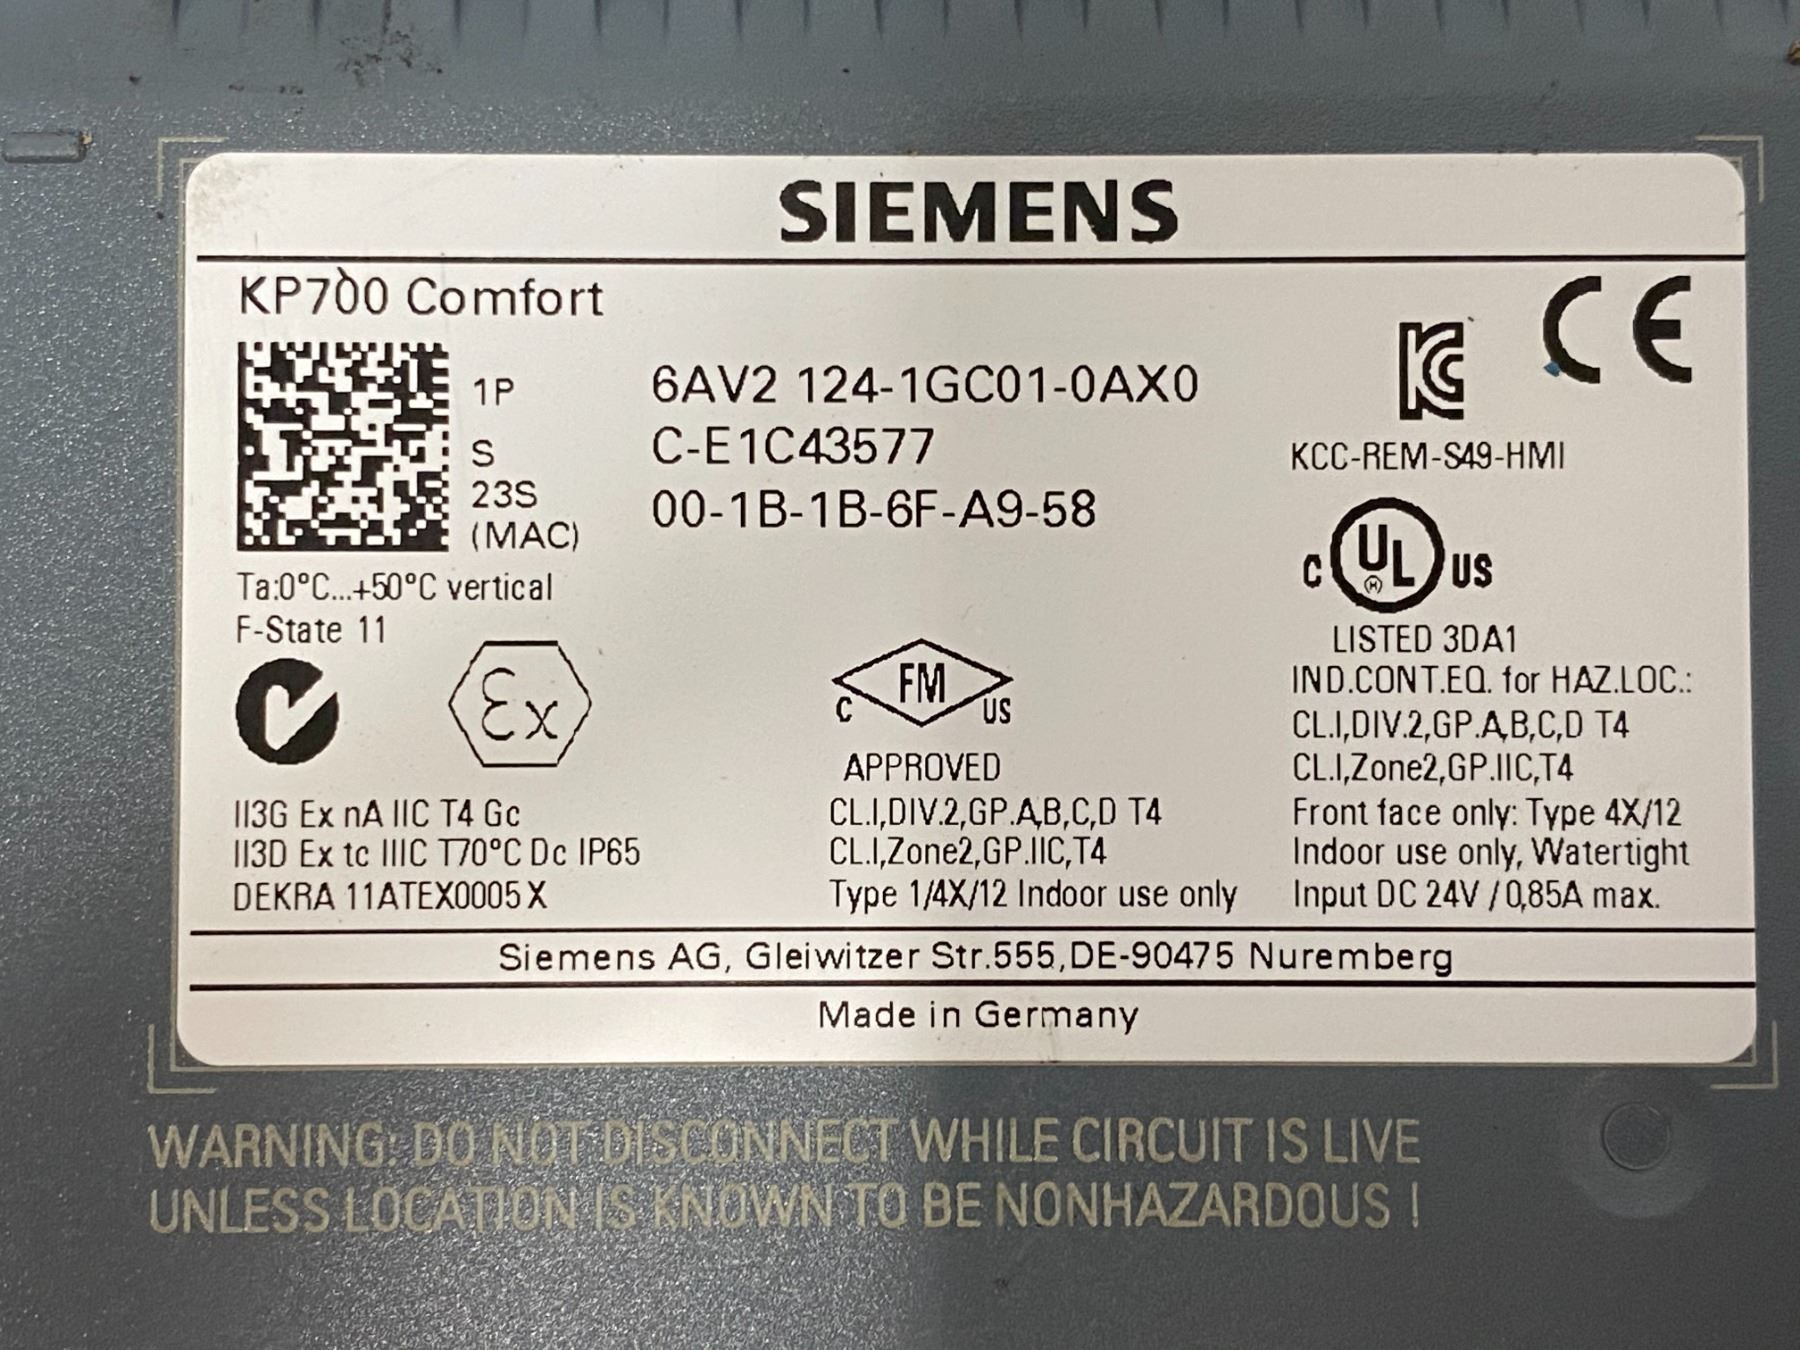 SIEMENS
KP700 Comfort
CE
1P 6AV2 124-1GC01-0AX0
S C-E1C43577
23S 00-1B-1B-6F-A9-58
(MAC)
KC
KCC-REM-S49-HMI
Ta:0°C...+50°C vertical
F-State 11
C UL US
LISTED 3DA1
IND.CONT.EQ. for HAZ.LOC.:
CL.I,DIV.2,GP.A,B,C,D T4
CL.I,Zone2,GP.IIC,T4
Front face only: Type 4X/12
Indoor use only, Watertight
Input DC 24V / 0,85A max.
Ex
II3G Ex nA IIC T4 Gc
II3D Ex tc IIIC T70°C Dc IP65
DEKRA 11ATEX0005 X
C FM US
APPROVED
CL.I,DIV.2,GP.A,B,C,D T4
CL.I,Zone2,GP.IIC,T4
Type 1/4X/12 Indoor use only
Siemens AG, Gleiwitzer Str.555,DE-90475 Nuremberg
Made in Germany
WARNING: DO NOT DISCONNECT WHILE CIRCUIT IS LIVE
UNLESS LOCATION IS KNOWN TO BE NONHAZARDOUS !